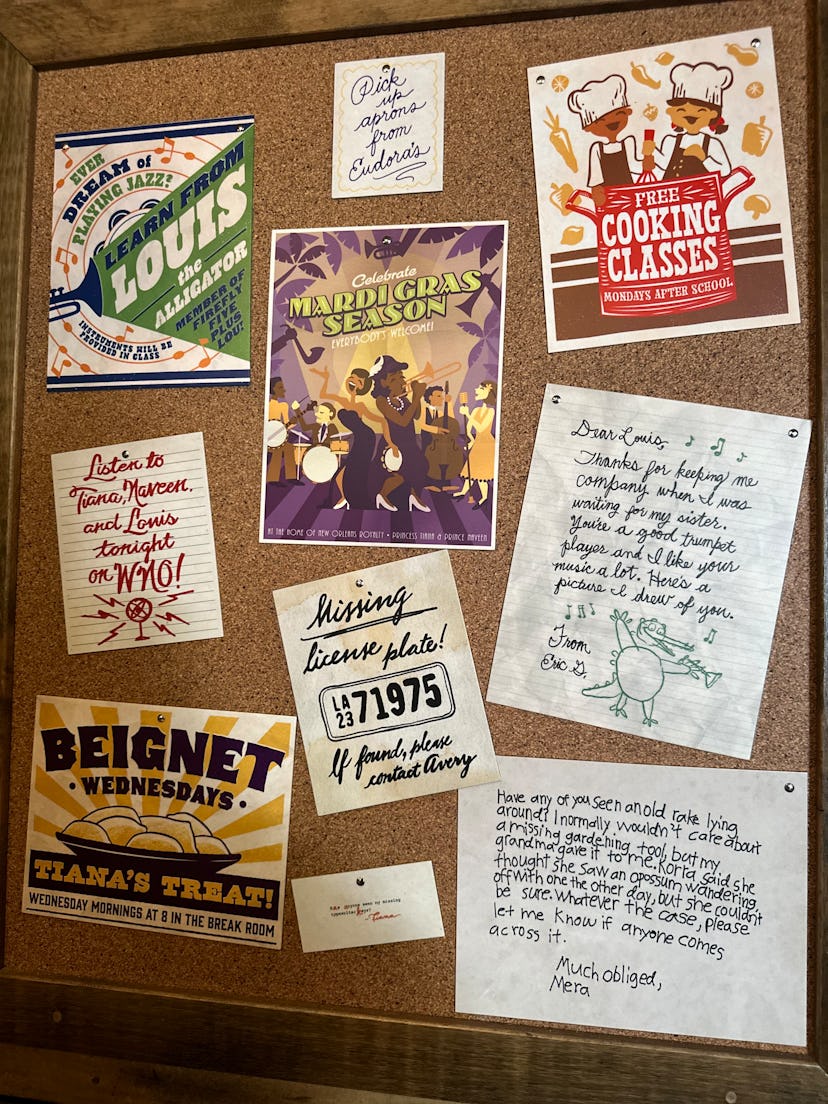 Pick
up
aprons
from
Eudora's
EVER
DREAM of
PLAYING JAZZ?
LEARN FROM
LOUIS
the
ALLIGATOR
MEMBER OF
FIREFLY
FIVE
PLUS
LOU!
INSTRUMENTS WILL BE
PROVIDED IN CLASS
FREE
COOKING
CLASSES
MONDAYS AFTER SCHOOL
Celebrate
MARDI GRAS
SEASON
EVERYBODY'S WELCOME!
AT THE HOME OF NEW ORLEANS ROYALTY • PRINCESS TIANA & PRINCE NAVEEN
Dear Louis,
Thanks for keeping me
company when I was
waiting for my sister.
You're a good trumpet
player and I like your
music a lot. Here's a
picture I drew of you.
From
Eric G.
Listen to
Tiana, Naveen,
and Louis
tonight
on WNO!
Missing
license plate!
LA
23 71975
If found, please
contact Avery
BEIGNET
• WEDNESDAYS •
TIANA'S TREAT!
WEDNESDAY MORNINGS AT 8 IN THE BREAK ROOM
anyone seen my missing
typewriter
-Tiana
Have any of you seen an old rake lying
around? I normally wouldn't care about
a missing gardening tool, but my
grandma gave it to me. Korra said she
thought she saw an opossum wandering
off with one the other day, but she couldn't
be sure. Whatever the case, please
let me know if anyone comes
across it.
Much obliged,
Mera